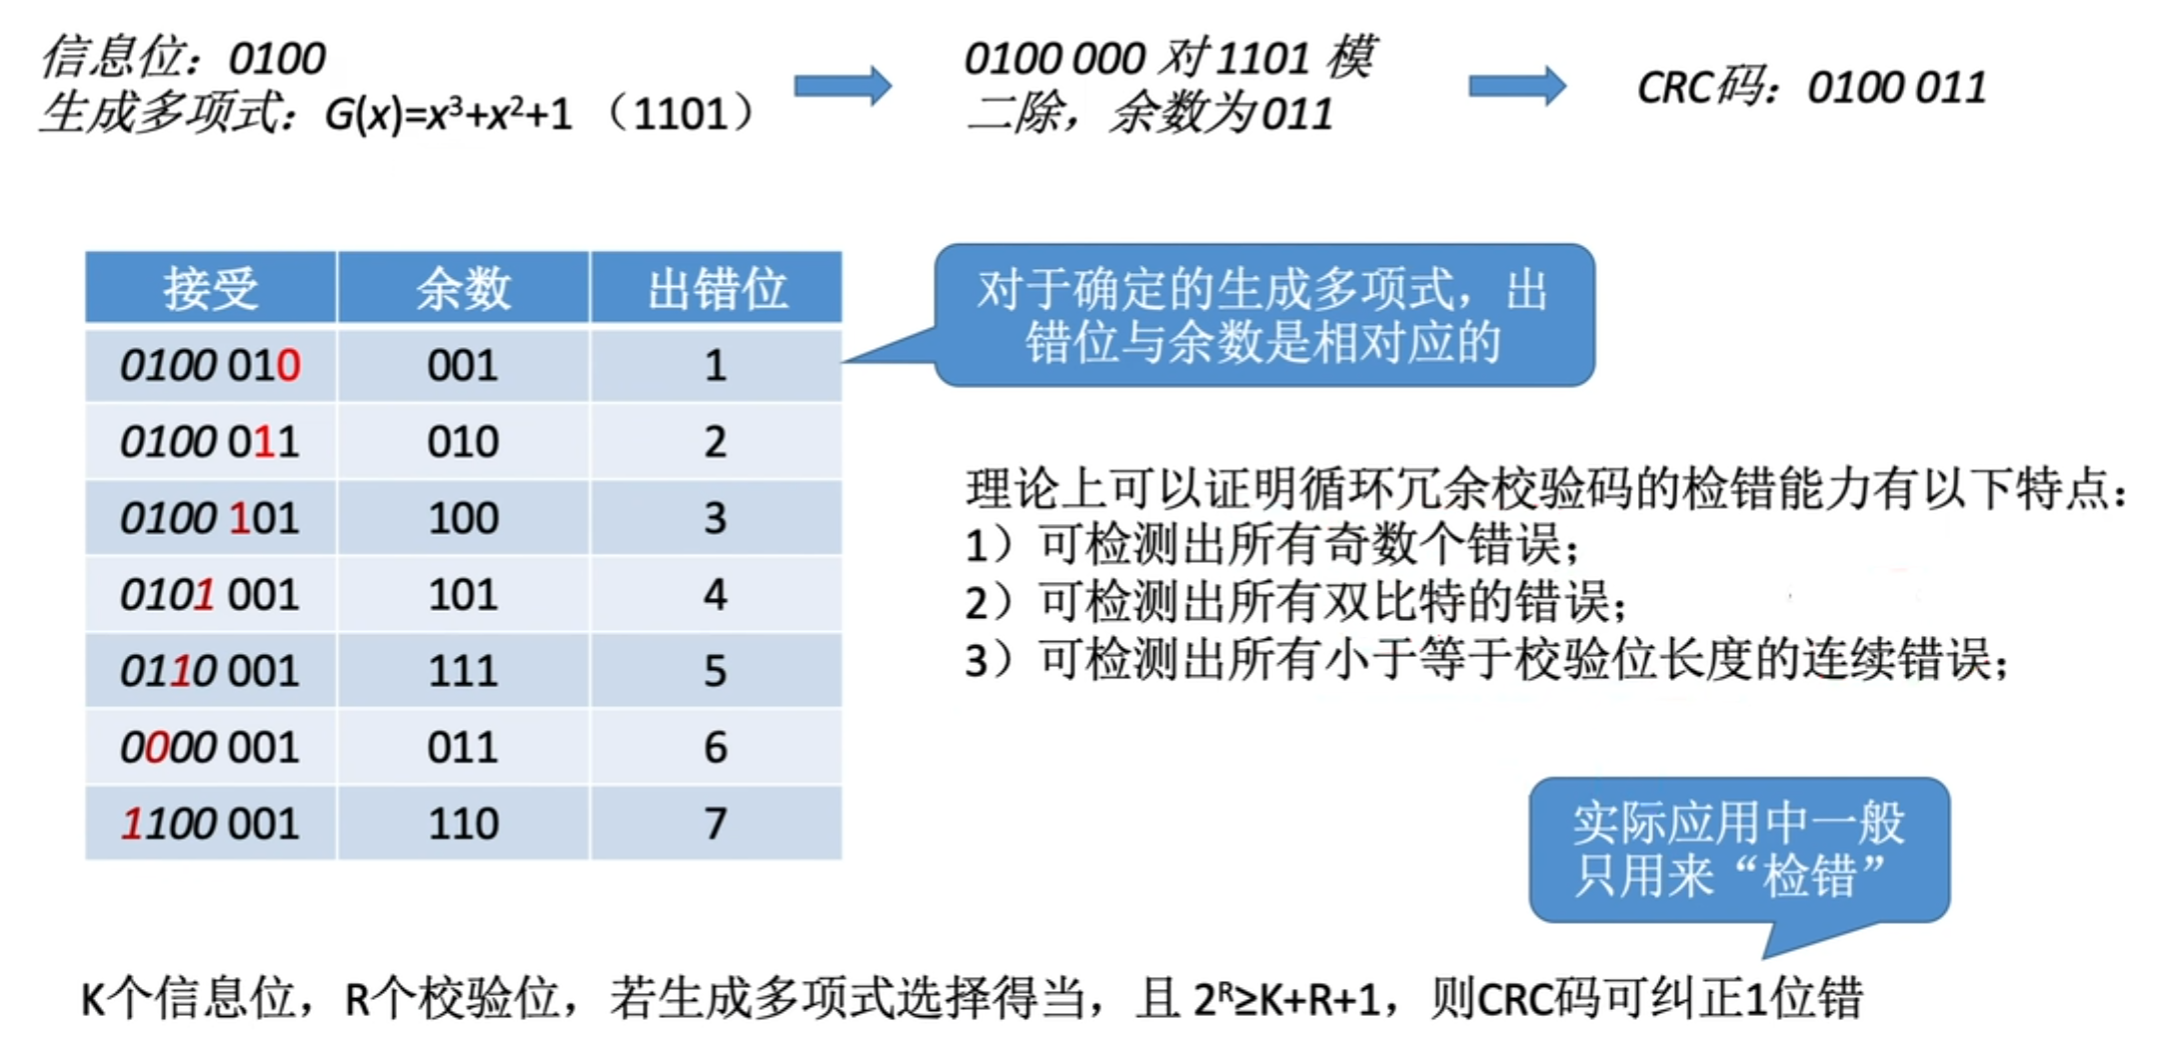 信息位：0100
生成多项式：G(x)=x³+x²+1 （1101）
0100 000 对1101 模
二除，余数为011
CRC码：0100 011
接受 余数 出错位
0100 010 001 1
0100 011 010 2
0100 101 100 3
0101 001 101 4
0110 001 111 5
0000 001 011 6
1100 001 110 7
对于确定的生成多项式，出
错位与余数是相对应的
理论上可以证明循环冗余校验码的检错能力有以下特点：
1）可检测出所有奇数个错误；
2）可检测出所有双比特的错误；
3）可检测出所有小于等于校验位长度的连续错误；
实际应用中一般
只用来“检错”
K个信息位，R个校验位，若生成多项式选择得当，且 2ᴿ≥K+R+1，则CRC码可纠正1位错